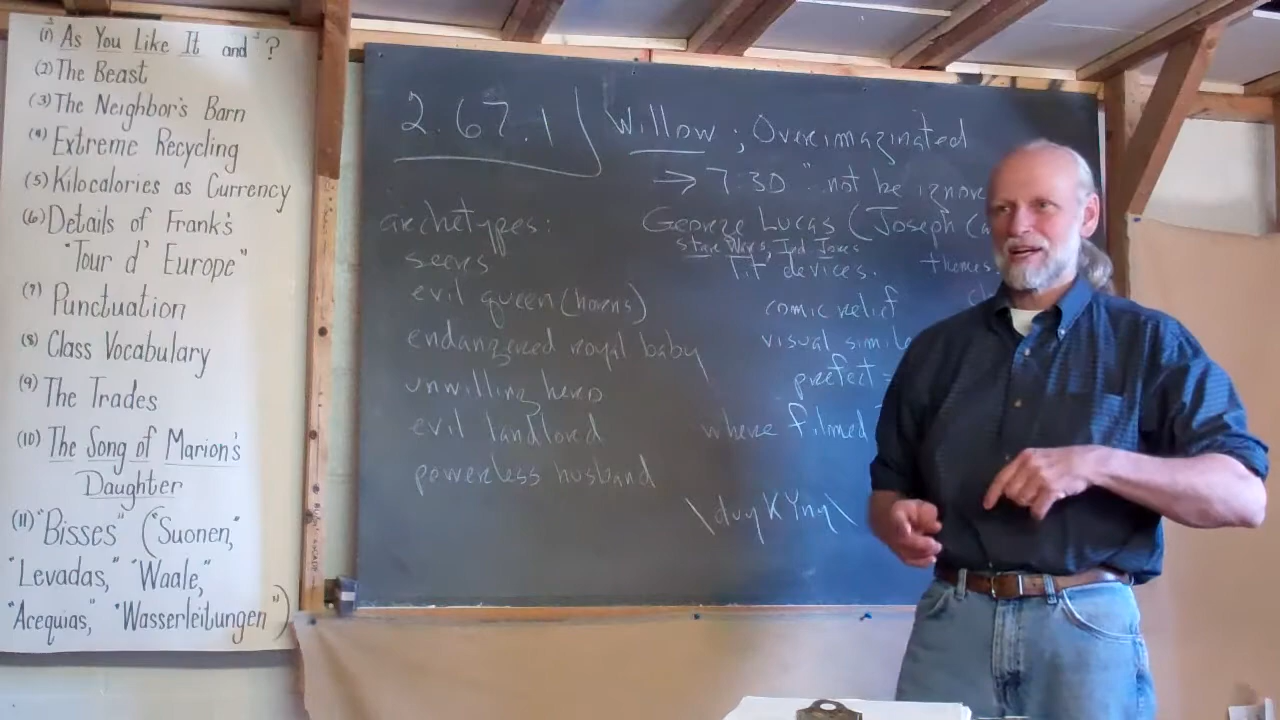 (1) As You Like It and ?
(2) The Beast
(3) The Neighbor's Barn
(4) Extreme Recycling
(5) Kilocalories as Currency
(6) Details of Frank's
"Tour d' Europe"
(7) Punctuation
(8) Class Vocabulary
(9) The Trades
(10) The Song of Marion's
Daughter
(11) "Bisses" ("Suonen,"
"Levadas," "Waale,"
"Acequias," "Wasserleitungen")
2.67.1 Willow ; Overimaginated
→ 7:30 " not be ignore
archetypes:
seers
evil queen (horns)
endangered royal baby
unwilling hero
evil landlord
powerless husband
George Lucas (Joseph Ca
Star Wars, Ind Jones
lit devices. themes
comic relief
visual simile
prefect =
where filmed